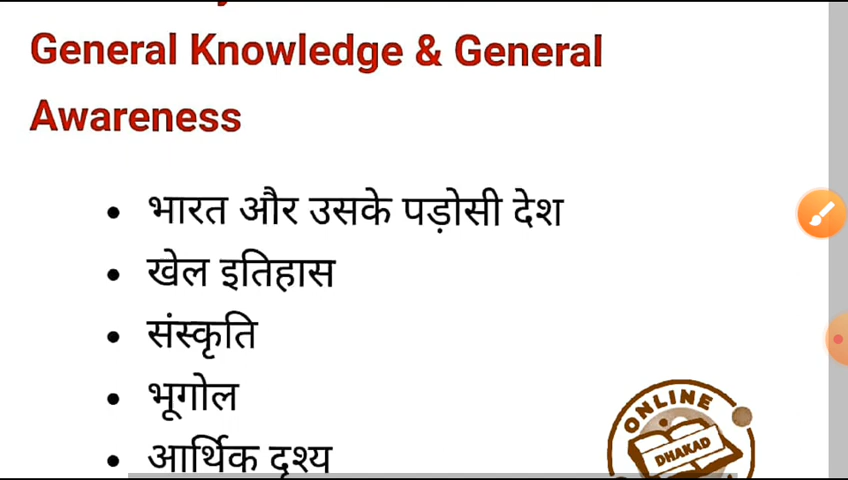 General Knowledge & General
Awareness
• भारत और उसके पड़ोसी देश
• खेल इतिहास
• संस्कृति
• भूगोल
• आर्थिक दृश्य
ONLINE
DHAKAD